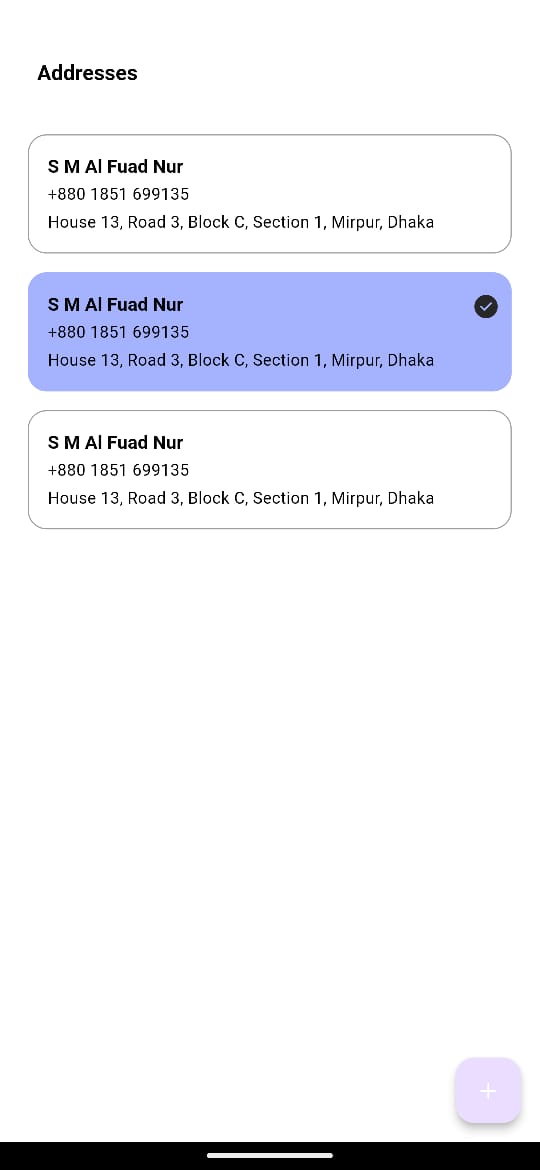 Addresses
S M Al Fuad Nur
+880 1851 699135
House 13, Road 3, Block C, Section 1, Mirpur, Dhaka
S M Al Fuad Nur
+880 1851 699135
House 13, Road 3, Block C, Section 1, Mirpur, Dhaka
S M Al Fuad Nur
+880 1851 699135
House 13, Road 3, Block C, Section 1, Mirpur, Dhaka